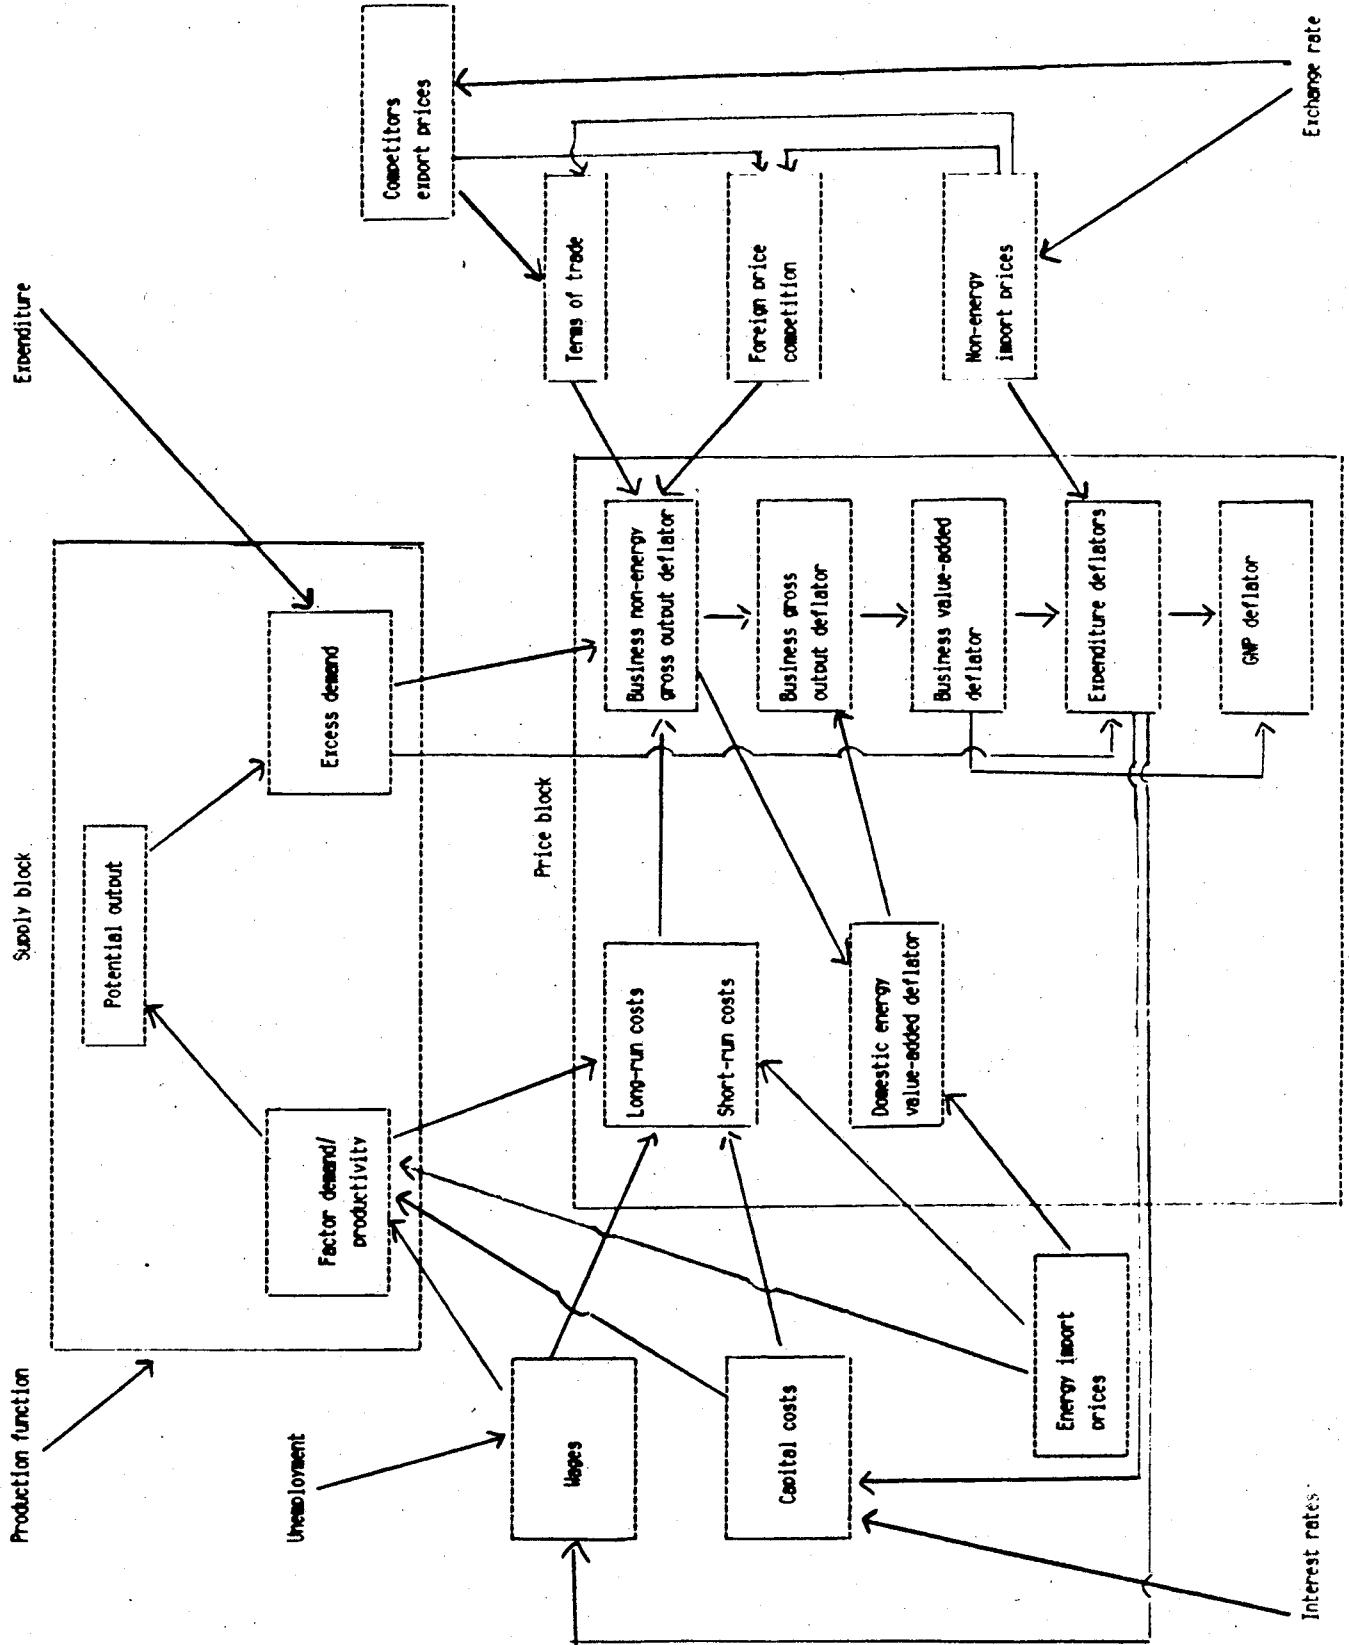 Production function
Supply block
Expenditure
Potential output
Unemployment
Factor demand/
productivity
Excess demand
Competitors
export prices
Price block
Wages
Terms of trade
Long-run costs
Short-run costs
Business non-energy
gross output deflator
Foreign price
competition
Capital costs
Business gross
output deflator
Domestic energy
value-added deflator
Business value-added
deflator
Non-energy
import prices
Energy import
prices
Expenditure deflators
GNP deflator
Interest rates
Exchange rate